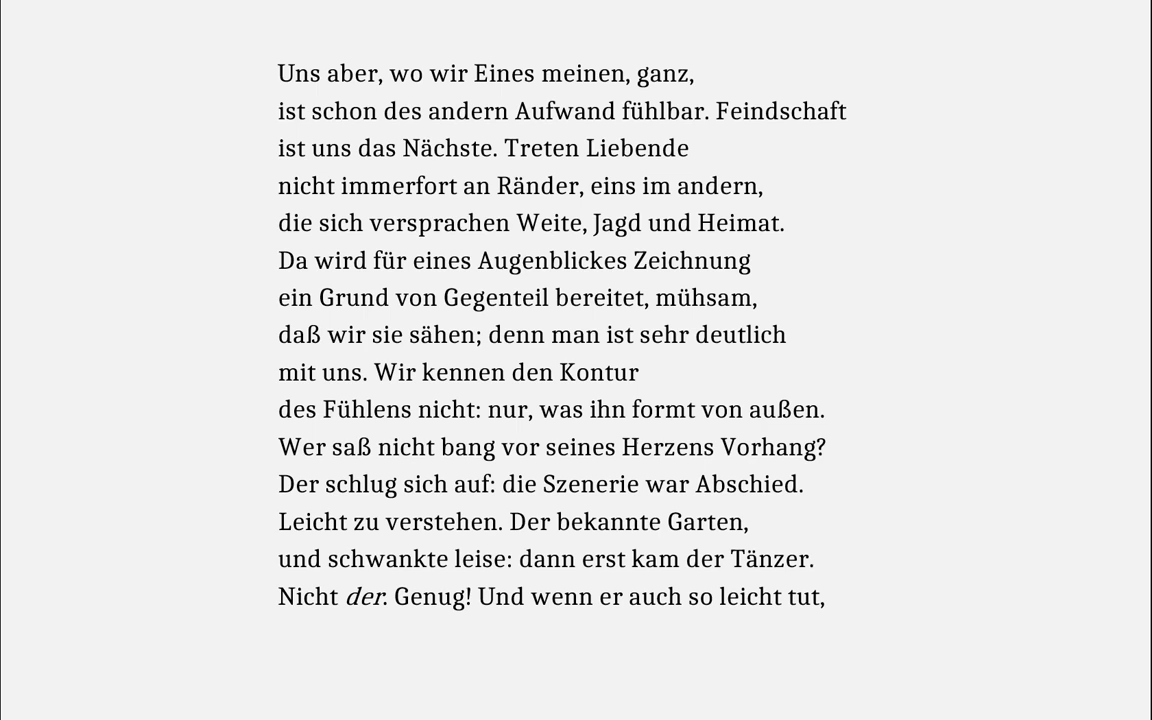 Uns aber, wo wir Eines meinen, ganz,
ist schon des andern Aufwand fühlbar. Feindschaft
ist uns das Nächste. Treten Liebende
nicht immerfort an Ränder, eins im andern,
die sich versprachen Weite, Jagd und Heimat.
Da wird für eines Augenblickes Zeichnung
ein Grund von Gegenteil bereitet, mühsam,
daß wir sie sähen; denn man ist sehr deutlich
mit uns. Wir kennen den Kontur
des Fühlens nicht: nur, was ihn formt von außen.
Wer saß nicht bang vor seines Herzens Vorhang?
Der schlug sich auf: die Szenerie war Abschied.
Leicht zu verstehen. Der bekannte Garten,
und schwankte leise: dann erst kam der Tänzer.
Nicht der. Genug! Und wenn er auch so leicht tut,